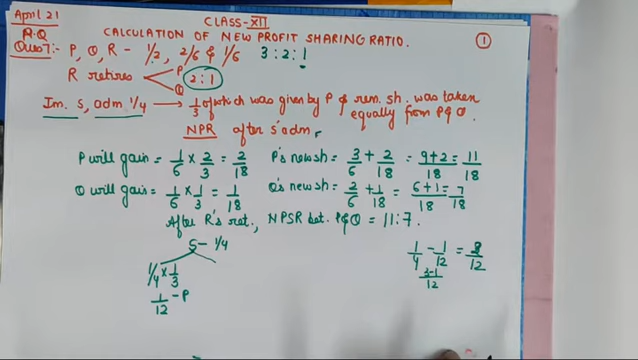 April 21
CLASS-XII
P.Q
CALCULATION OF NEW PROFIT SHARING RATIO.
①
Ques7:- P, Q, R - 1/2, 2/6 & 1/6 3:2:1
R retires P Q 2:1
Im. S, adm 1/4 → 1/3 of which was given by P & rem. sh. was taken
equally from P & Q.
NPR after S' adm,
P will gain = 1/6 × 2/3 = 2/18 P's new sh = 3/6 + 2/18 = 9+2/18 = 11/18
Q will gain = 1/6 × 1/3 = 1/18 Q's new sh = 2/6 + 1/18 = 6+1/18 = 7/18
After R's ret., NPSR bet. P & Q = 11:7.
S - 1/4
1/4 × 1/3
1/12 - P
1/4 - 1/12 = 2/12
3-1/12